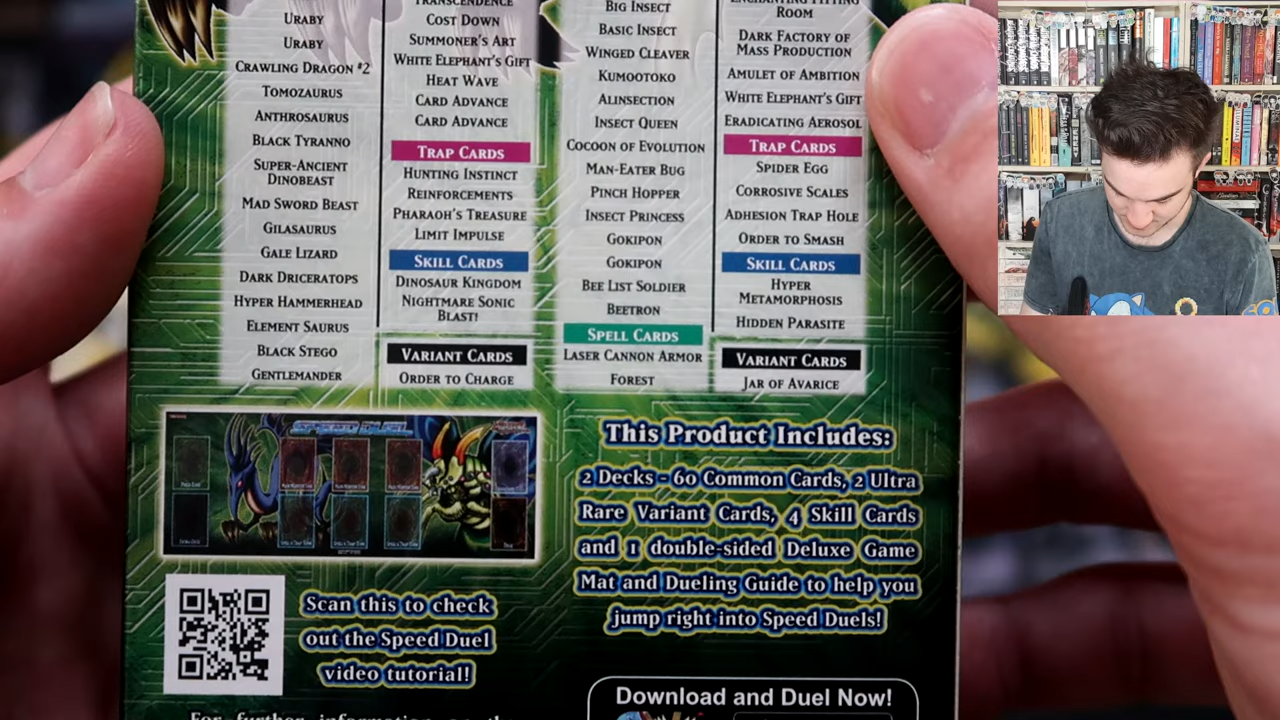 URABY
URABY
CRAWLING DRAGON #2
TOMOZAURUS
ANTHROSAURUS
BLACK TYRANNO
SUPER-ANCIENT
DINOBEAST
MAD SWORD BEAST
GILASAURUS
GALE LIZARD
DARK DRICERATOPS
HYPER HAMMERHEAD
ELEMENT SAURUS
BLACK STEGO
GENTLEMANDER
TRANSCENDENCE
COST DOWN
SUMMONER'S ART
WHITE ELEPHANT'S GIFT
HEAT WAVE
CARD ADVANCE
CARD ADVANCE
TRAP CARDS
HUNTING INSTINCT
REINFORCEMENTS
PHARAOH'S TREASURE
LIMIT IMPULSE
SKILL CARDS
DINOSAUR KINGDOM
NIGHTMARE SONIC
BLAST!
VARIANT CARDS
ORDER TO CHARGE
BIG INSECT
BASIC INSECT
WINGED CLEAVER
KUMOOTOKO
ALINSECTION
INSECT QUEEN
COCOON OF EVOLUTION
MAN-EATER BUG
PINCH HOPPER
INSECT PRINCESS
GOKIPON
GOKIPON
BEE LIST SOLDIER
BEETRON
SPELL CARDS
LASER CANNON ARMOR
FOREST
ENCHANTING FITTING
ROOM
DARK FACTORY OF
MASS PRODUCTION
AMULET OF AMBITION
WHITE ELEPHANT'S GIFT
ERADICATING AEROSOL
TRAP CARDS
SPIDER EGG
CORROSIVE SCALES
ADHESION TRAP HOLE
ORDER TO SMASH
SKILL CARDS
HYPER
METAMORPHOSIS
HIDDEN PARASITE
VARIANT CARDS
JAR OF AVARICE
SPEED DUEL
This Product Includes:
2 Decks - 60 Common Cards, 2 Ultra
Rare Variant Cards, 4 Skill Cards
and 1 double-sided Deluxe Game
Mat and Dueling Guide to help you
jump right into Speed Duels!
Scan this to check
out the Speed Duel
video tutorial!
Download and Duel Now!
For further information